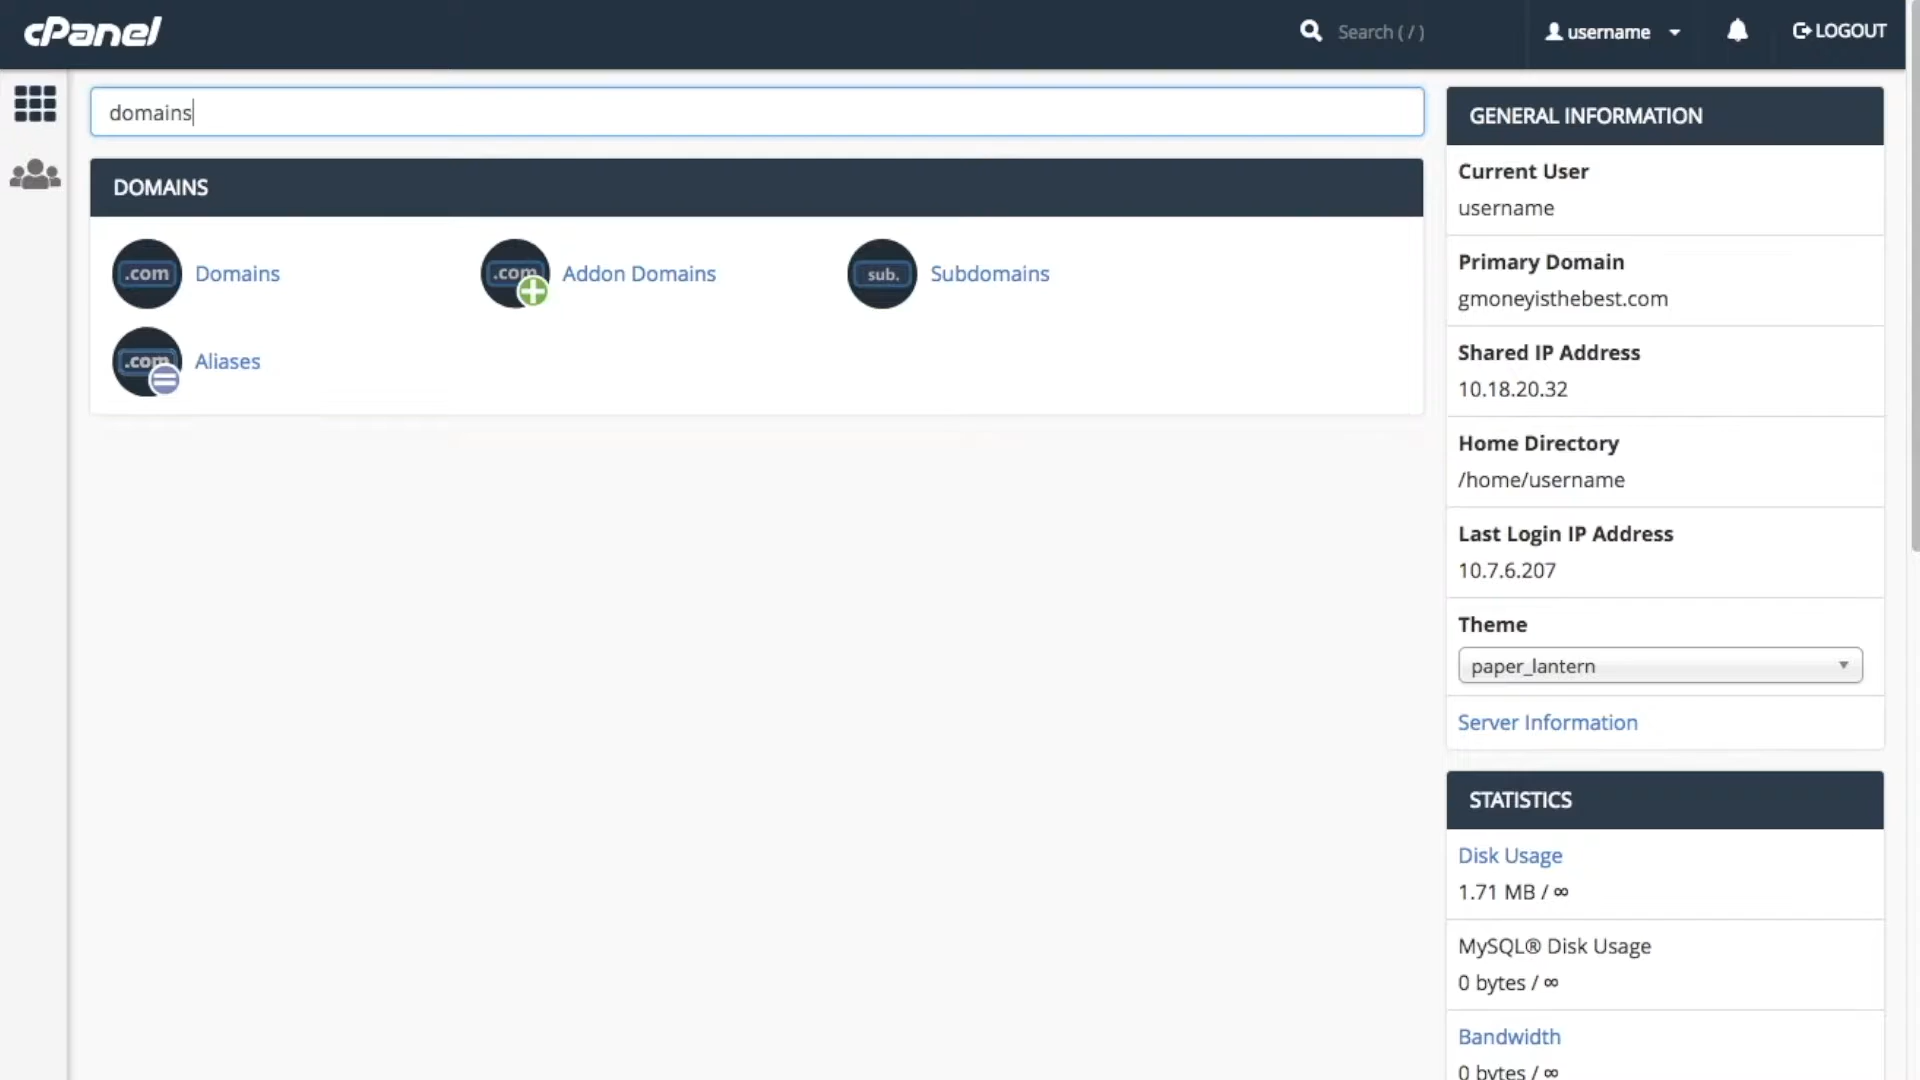 cPanel
Search ( / )
username
LOGOUT
domains
DOMAINS
.com Domains
.com Addon Domains
sub. Subdomains
.com Aliases
GENERAL INFORMATION
Current User
username
Primary Domain
gmoneyisthebest.com
Shared IP Address
10.18.20.32
Home Directory
/home/username
Last Login IP Address
10.7.6.207
Theme
paper_lantern
Server Information
STATISTICS
Disk Usage
1.71 MB / ∞
MySQL® Disk Usage
0 bytes / ∞
Bandwidth
0 bytes / ∞